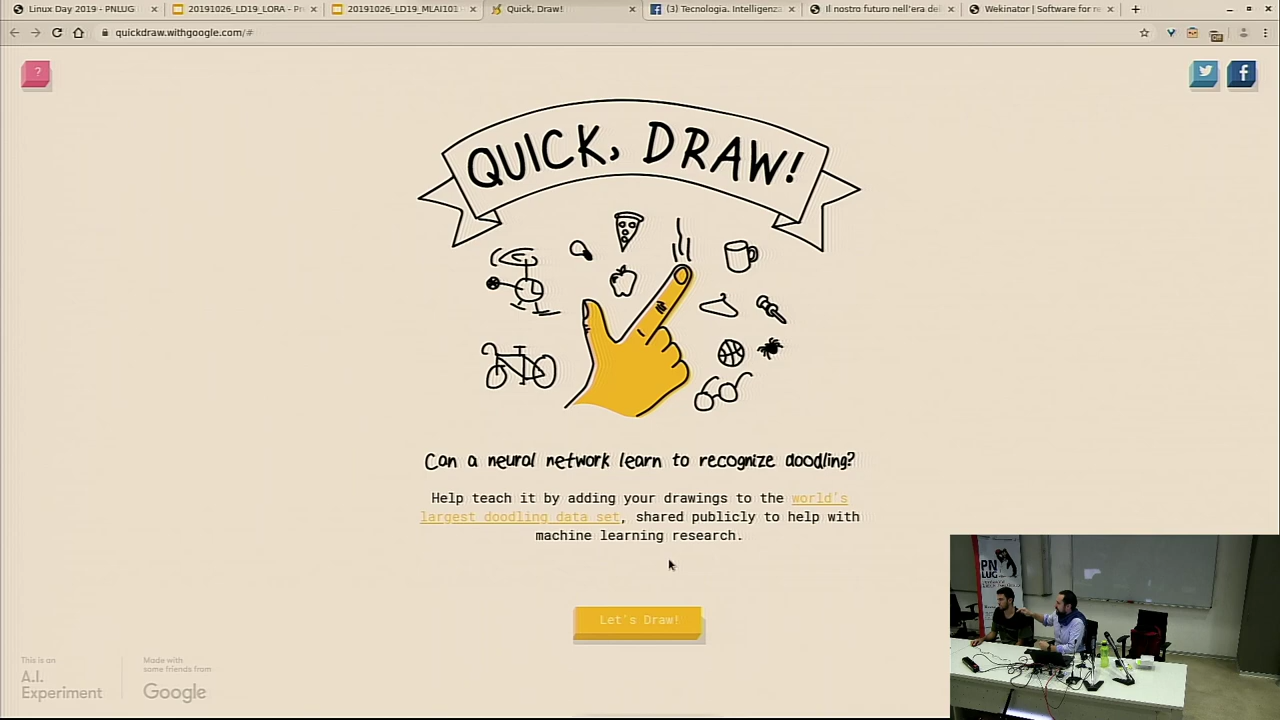 Linux Day 2019 - PNLUG
20191026_LD19_LORA - Pre
20191026_LD19_MLAI101 -
Quick, Draw!
(3) Tecnologia. Intelligenza
Il nostro futuro nell'era de
Wekinator | Software for re
quickdraw.withgoogle.com/#
?
QUICK, DRAW!
Can a neural network learn to recognize doodling?
Help teach it by adding your drawings to the world's
largest doodling data set, shared publicly to help with
machine learning research.
Let's Draw!
This is an
A.I.
Experiment
Made with
some friends from
Google
PN
LUG